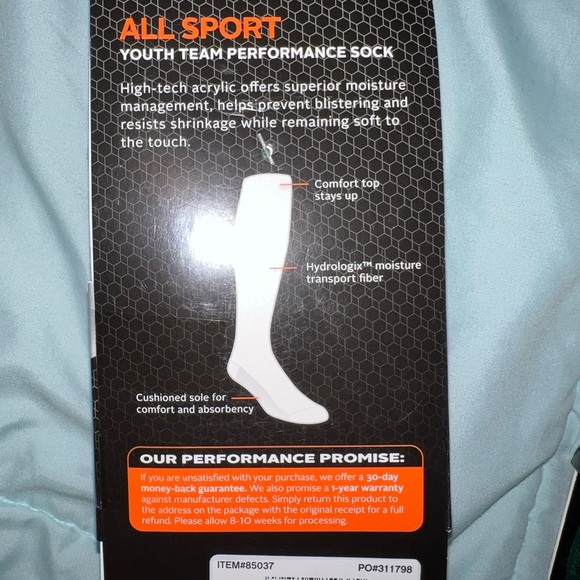 ALL SPORT
YOUTH TEAM PERFORMANCE SOCK
High-tech acrylic offers superior moisture
management, helps prevent blistering and
resists shrinkage while remaining soft to
the touch.
Comfort top
stays up
Hydrologix™ moisture
transport fiber
Cushioned sole for
comfort and absorbency
OUR PERFORMANCE PROMISE:
If you are unsatisfied with your purchase, we offer a 30-day
money-back guarantee. We also promise a 1-year warranty
against manufacturer defects. Simply return this product to
the address on the package with the original receipt for a full
refund. Please allow 8-10 weeks for processing.
ITEM#85037 PO#311798